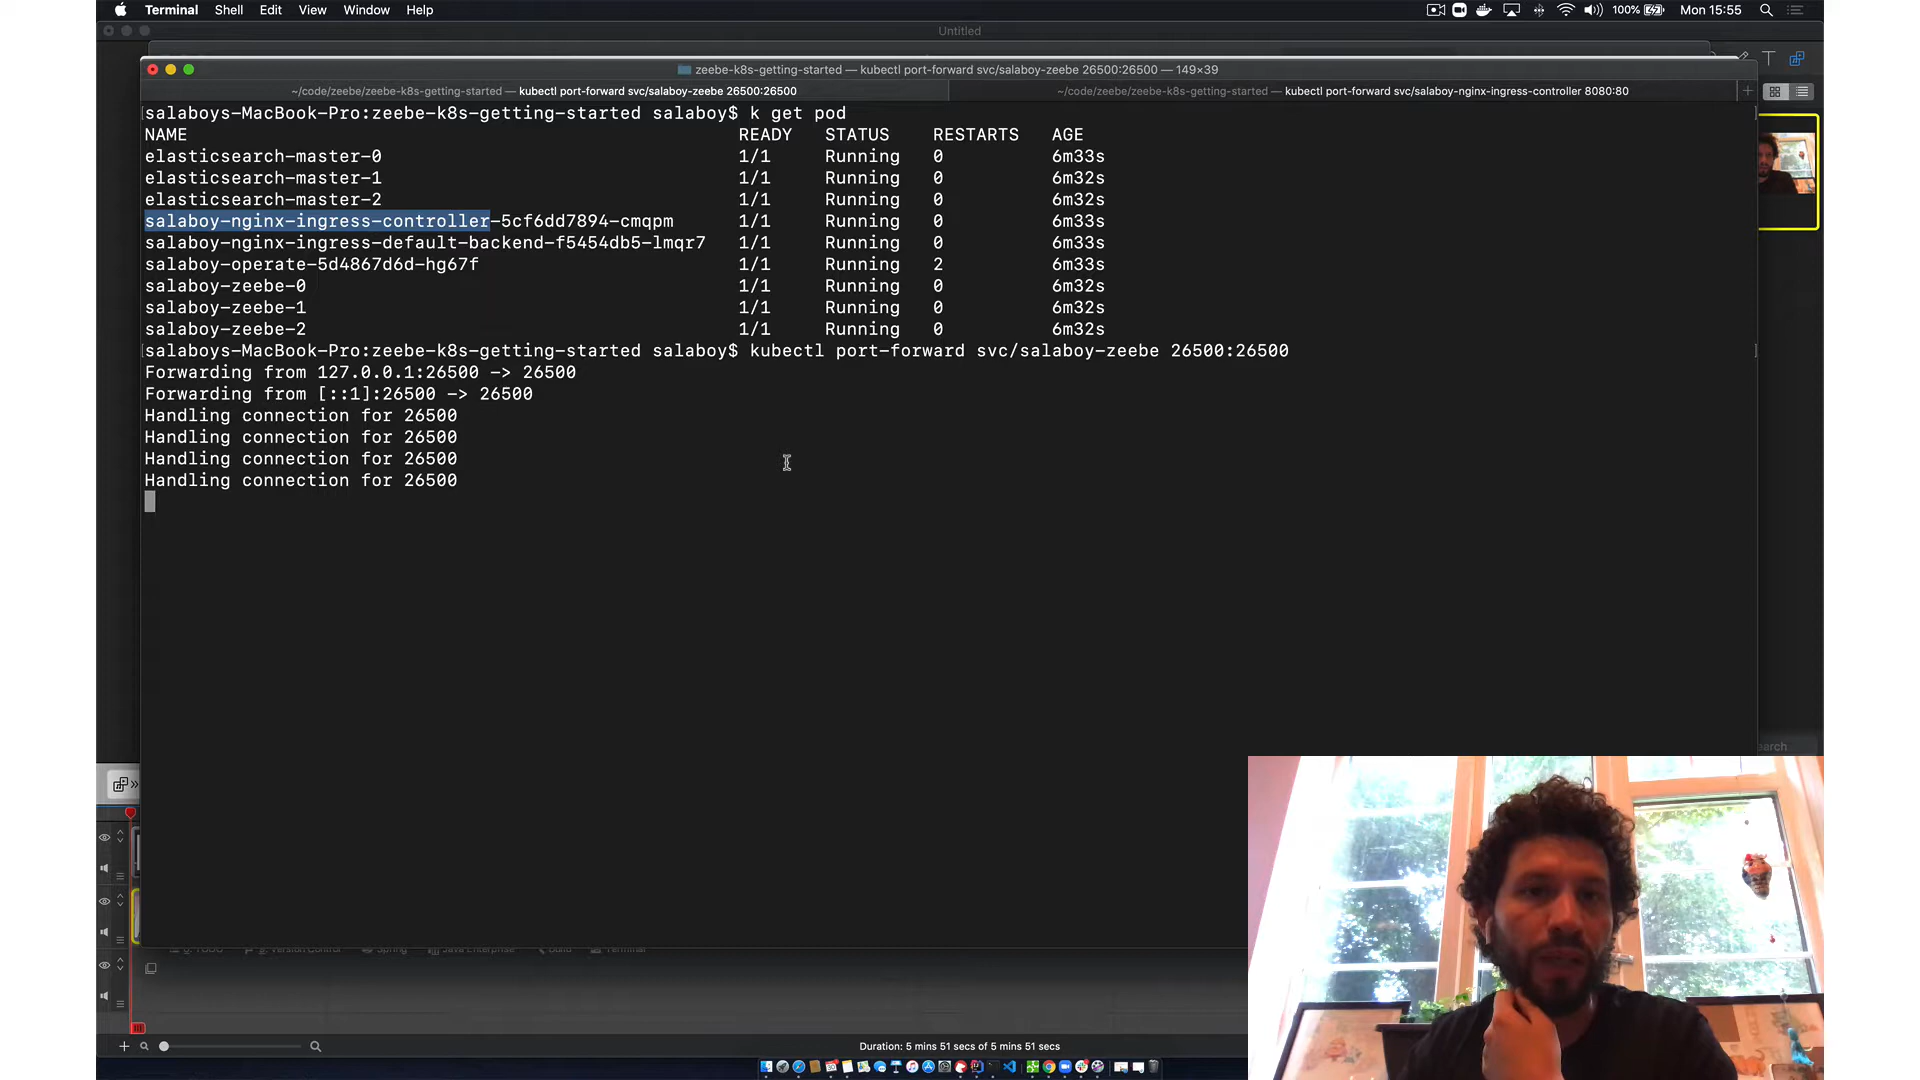 Terminal Shell Edit View Window Help
100% Mon 15:55
Untitled
zeebe-k8s-getting-started — kubectl port-forward svc/salaboy-zeebe 26500:26500 — 149×39
~/code/zeebe/zeebe-k8s-getting-started — kubectl port-forward svc/salaboy-zeebe 26500:26500
~/code/zeebe/zeebe-k8s-getting-started — kubectl port-forward svc/salaboy-nginx-ingress-controller 8080:80
salaboys-MacBook-Pro:zeebe-k8s-getting-started salaboy$ k get pod
NAME READY STATUS RESTARTS AGE
elasticsearch-master-0 1/1 Running 0 6m33s
elasticsearch-master-1 1/1 Running 0 6m32s
elasticsearch-master-2 1/1 Running 0 6m32s
salaboy-nginx-ingress-controller-5cf6dd7894-cmqpm 1/1 Running 0 6m33s
salaboy-nginx-ingress-default-backend-f5454db5-lmqr7 1/1 Running 0 6m33s
salaboy-operate-5d4867d6d-hg67f 1/1 Running 2 6m33s
salaboy-zeebe-0 1/1 Running 0 6m32s
salaboy-zeebe-1 1/1 Running 0 6m32s
salaboy-zeebe-2 1/1 Running 0 6m32s
salaboys-MacBook-Pro:zeebe-k8s-getting-started salaboy$ kubectl port-forward svc/salaboy-zeebe 26500:26500
Forwarding from 127.0.0.1:26500 -> 26500
Forwarding from [::1]:26500 -> 26500
Handling connection for 26500
Handling connection for 26500
Handling connection for 26500
Handling connection for 26500
earch
Duration: 5 mins 51 secs of 5 mins 51 secs